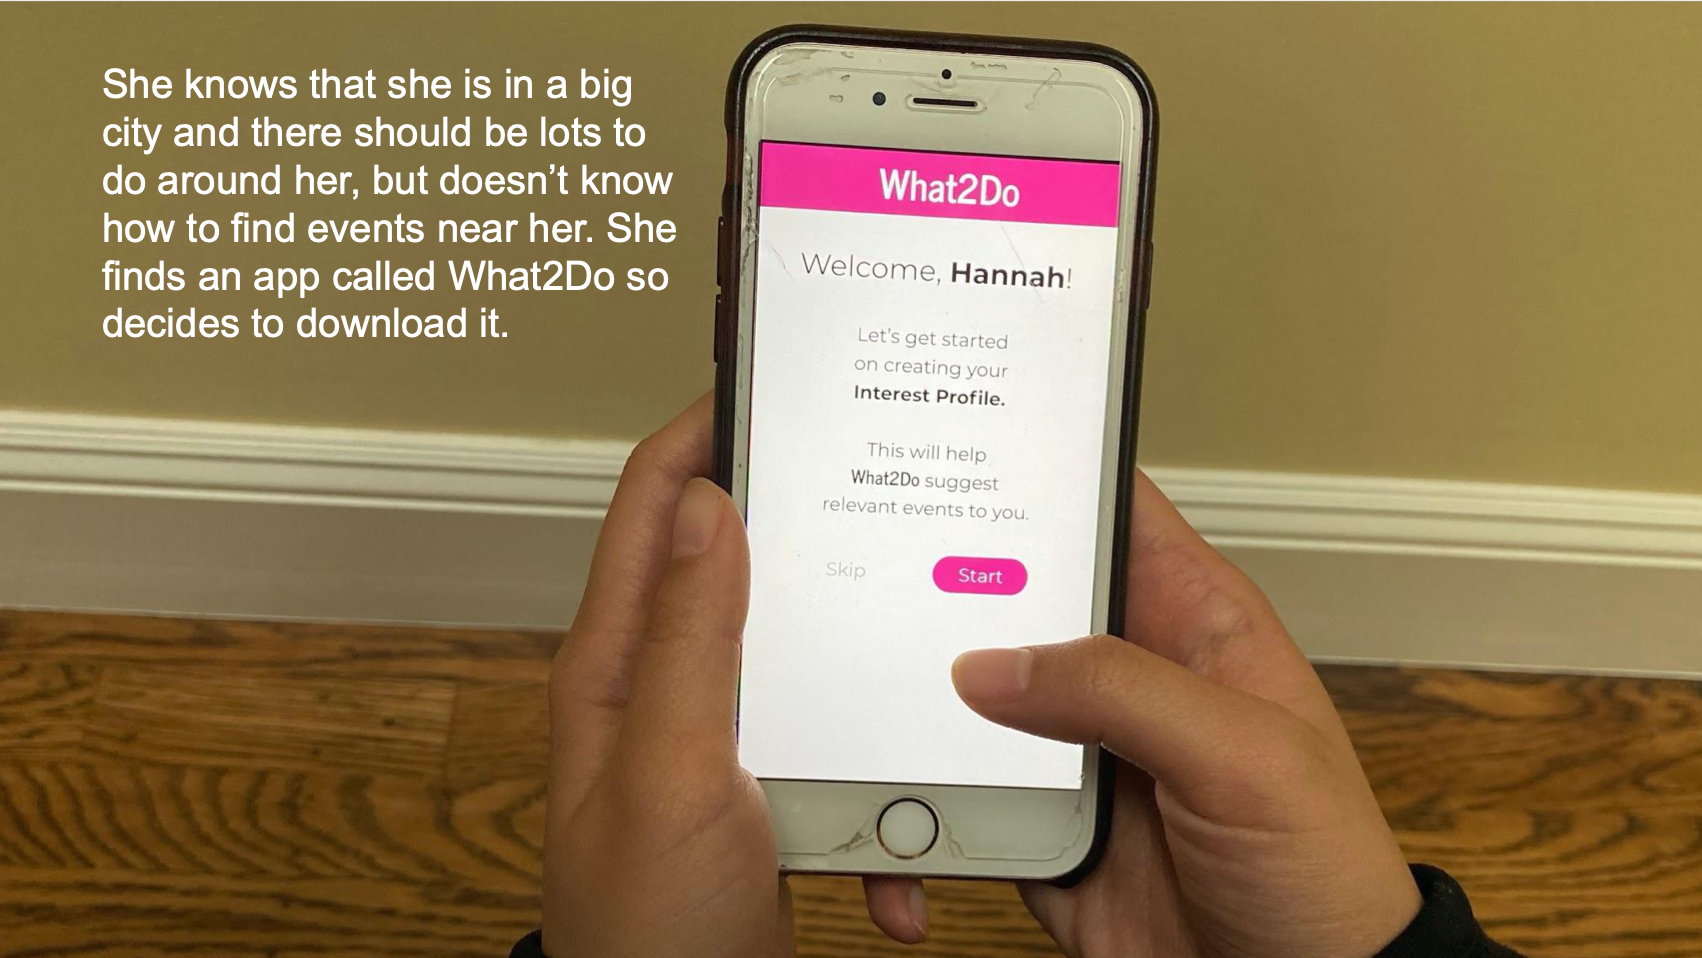 She knows that she is in a big
city and there should be lots to
do around her, but doesn’t know
how to find events near her. She
finds an app called What2Do so
decides to download it.
What2Do
Welcome, Hannah!
Let's get started
on creating your
Interest Profile.
This will help
What2Do suggest
relevant events to you.
Skip
Start